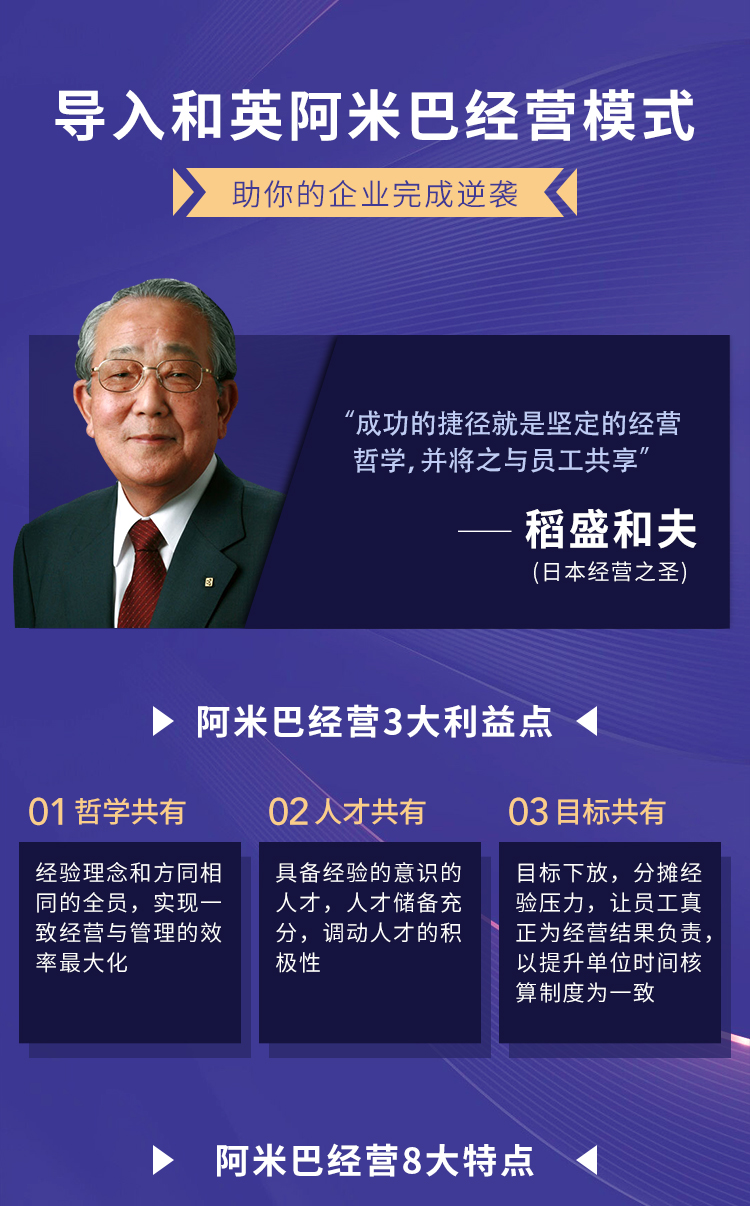 导入和英阿米巴经营模式
助你的企业完成逆袭
“成功的捷径就是坚定的经营
哲学,并将之与员工共享”
—— 稻盛和夫
(日本经营之圣)
阿米巴经营3大利益点
01 哲学共有
经验理念和方同相
同的全员，实现一
致经营与管理的效
率最大化
02 人才共有
具备经验的意识的
人才，人才储备充
分，调动人才的积
极性
03 目标共有
目标下放，分摊经
验压力，让员工真
正为经营结果负责，
以提升单位时间核
算制度为一致
阿米巴经营8大特点